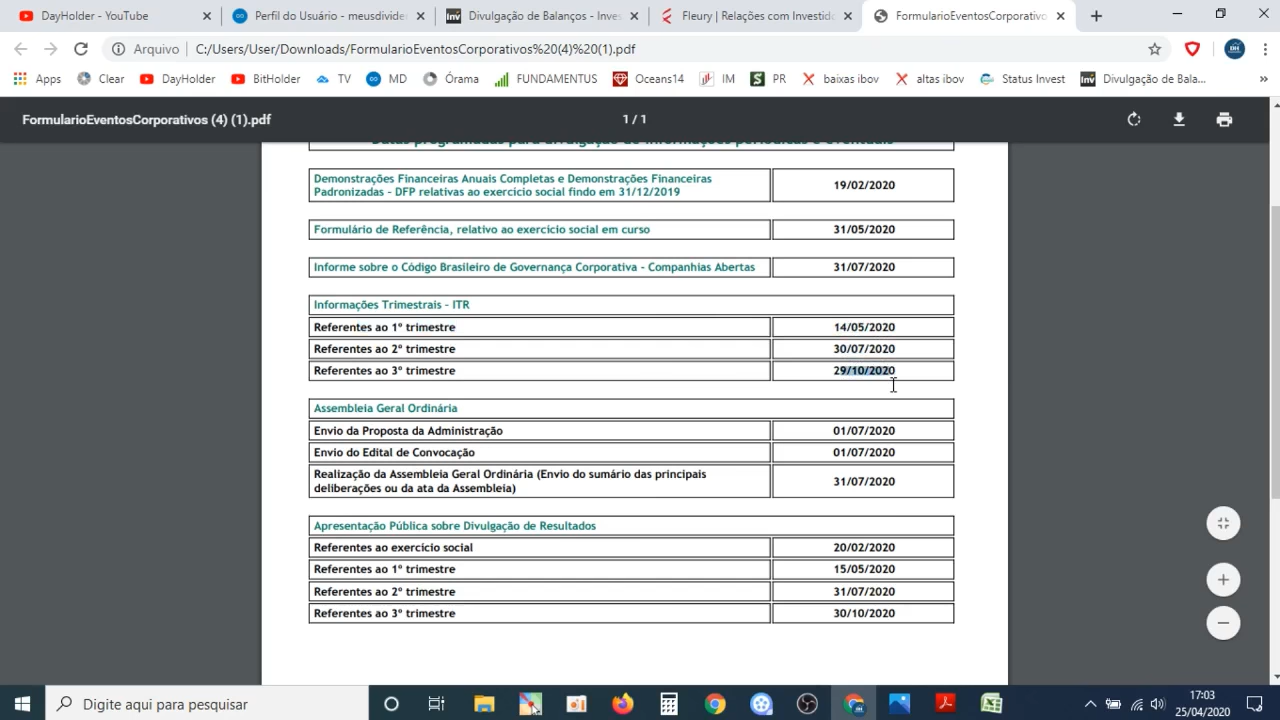 DayHolder - YouTube
Perfil do Usuário - meusdivide
Divulgação de Balanços - Inves
Fleury | Relações com Investid
FormularioEventosCorporativo
Arquivo C:/Users/User/Downloads/FormularioEventosCorporativos%20(4)%20(1).pdf
Apps Clear DayHolder BitHolder TV MD Órama FUNDAMENTUS Oceans14 IM PR baixas ibov altas ibov Status Invest Divulgação de Bala... »
FormularioEventosCorporativos (4) (1).pdf 1 / 1
Datas programadas para divulgação de informações periódicas e eventuais
Demonstrações Financeiras Anuais Completas e Demonstrações Financeiras
Padronizadas - DFP relativas ao exercício social findo em 31/12/2019
19/02/2020
Formulário de Referência, relativo ao exercício social em curso 31/05/2020
Informe sobre o Código Brasileiro de Governança Corporativa - Companhias Abertas 31/07/2020
Informações Trimestrais - ITR
Referentes ao 1º trimestre 14/05/2020
Referentes ao 2º trimestre 30/07/2020
Referentes ao 3º trimestre 29/10/2020
Assembleia Geral Ordinária
Envio da Proposta da Administração 01/07/2020
Envio do Edital de Convocação 01/07/2020
Realização da Assembleia Geral Ordinária (Envio do sumário das principais
deliberações ou da ata da Assembleia)
31/07/2020
Apresentação Pública sobre Divulgação de Resultados
Referentes ao exercício social 20/02/2020
Referentes ao 1º trimestre 15/05/2020
Referentes ao 2º trimestre 31/07/2020
Referentes ao 3º trimestre 30/10/2020
Digite aqui para pesquisar
17:03
25/04/2020